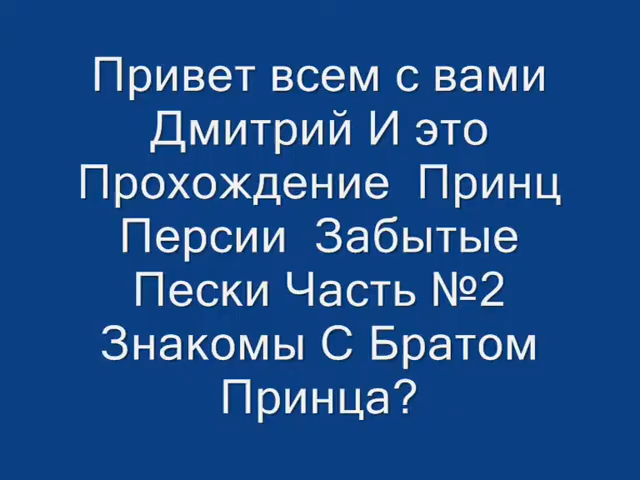 Привет всем с вами
Дмитрий И это
Прохождение  Принц
Персии  Забытые
Пески Часть №2
Знакомы С Братом
Принца?